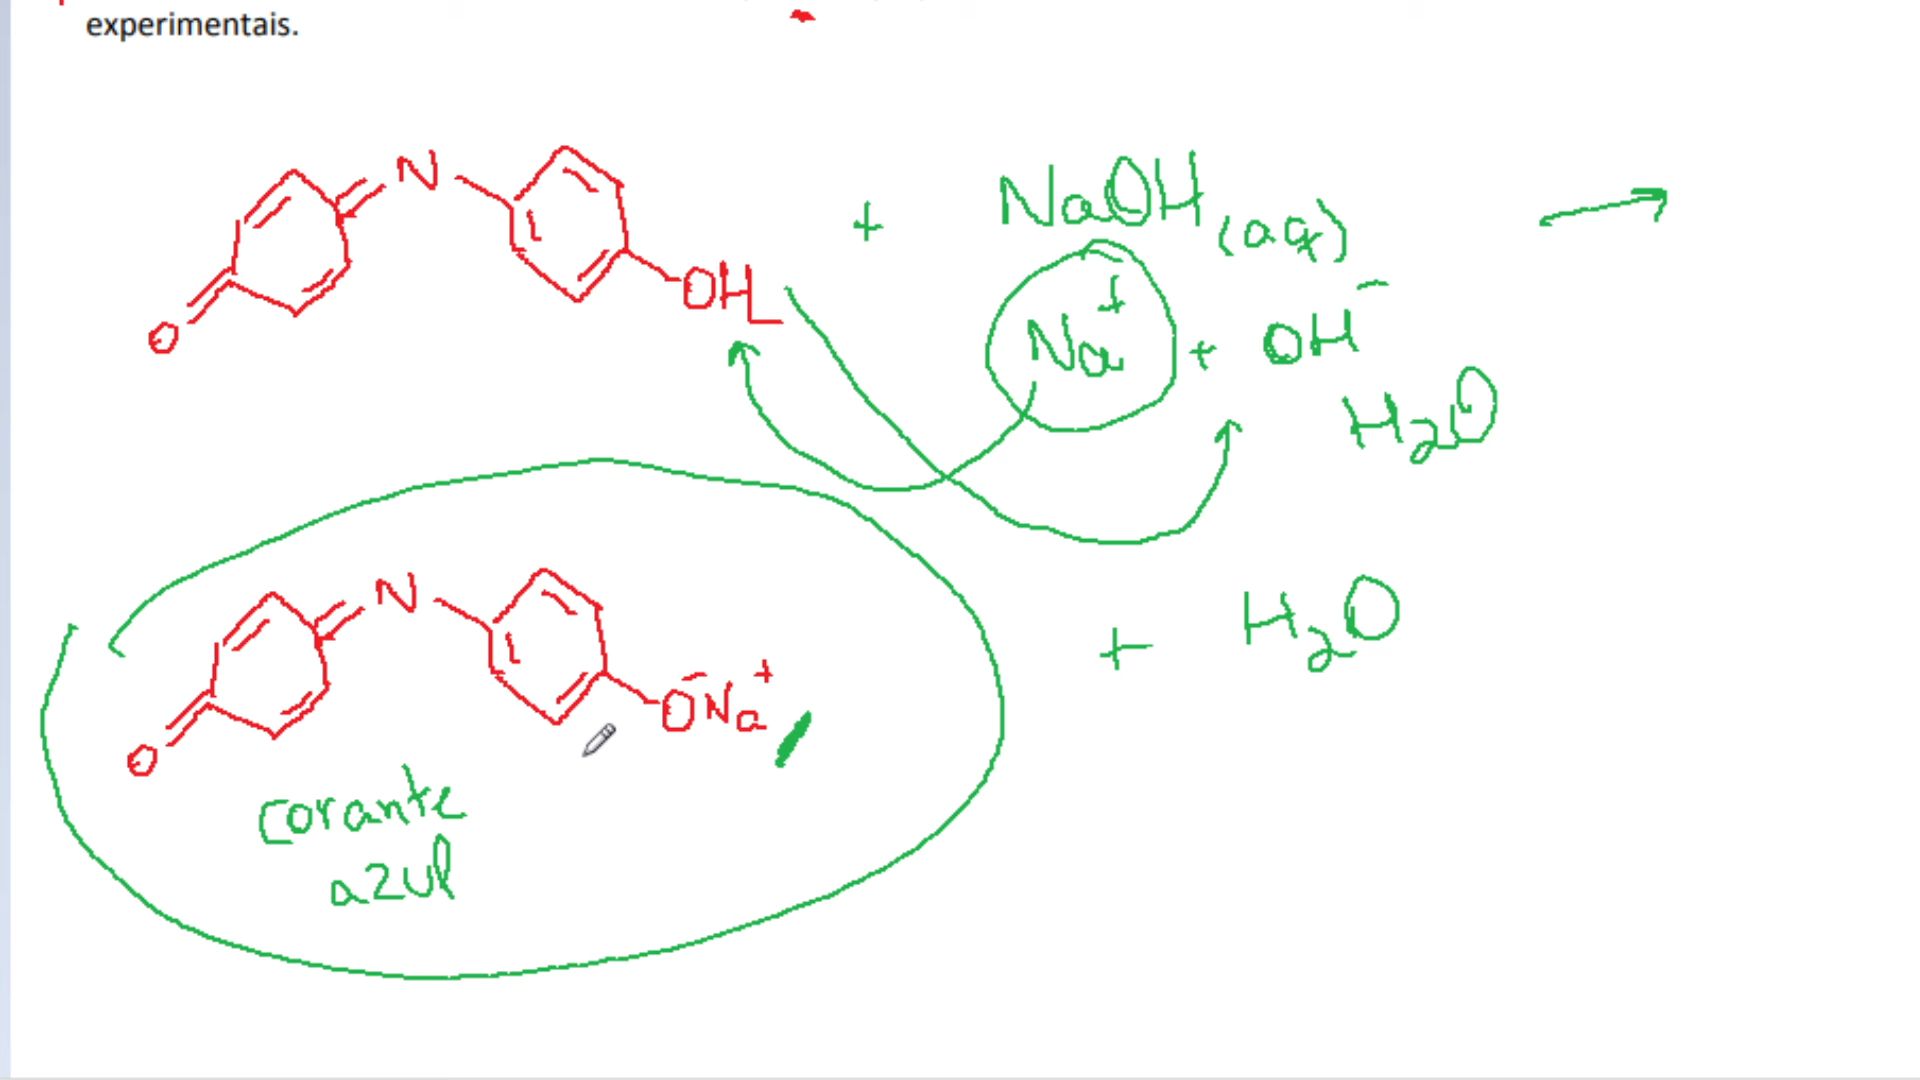 experimentais.
N
OH
O
+ NaOH (aq) →
Na⁺ + OH⁻
H₂O
N
O⁻Na⁺
O
+ H₂O
corante
azul